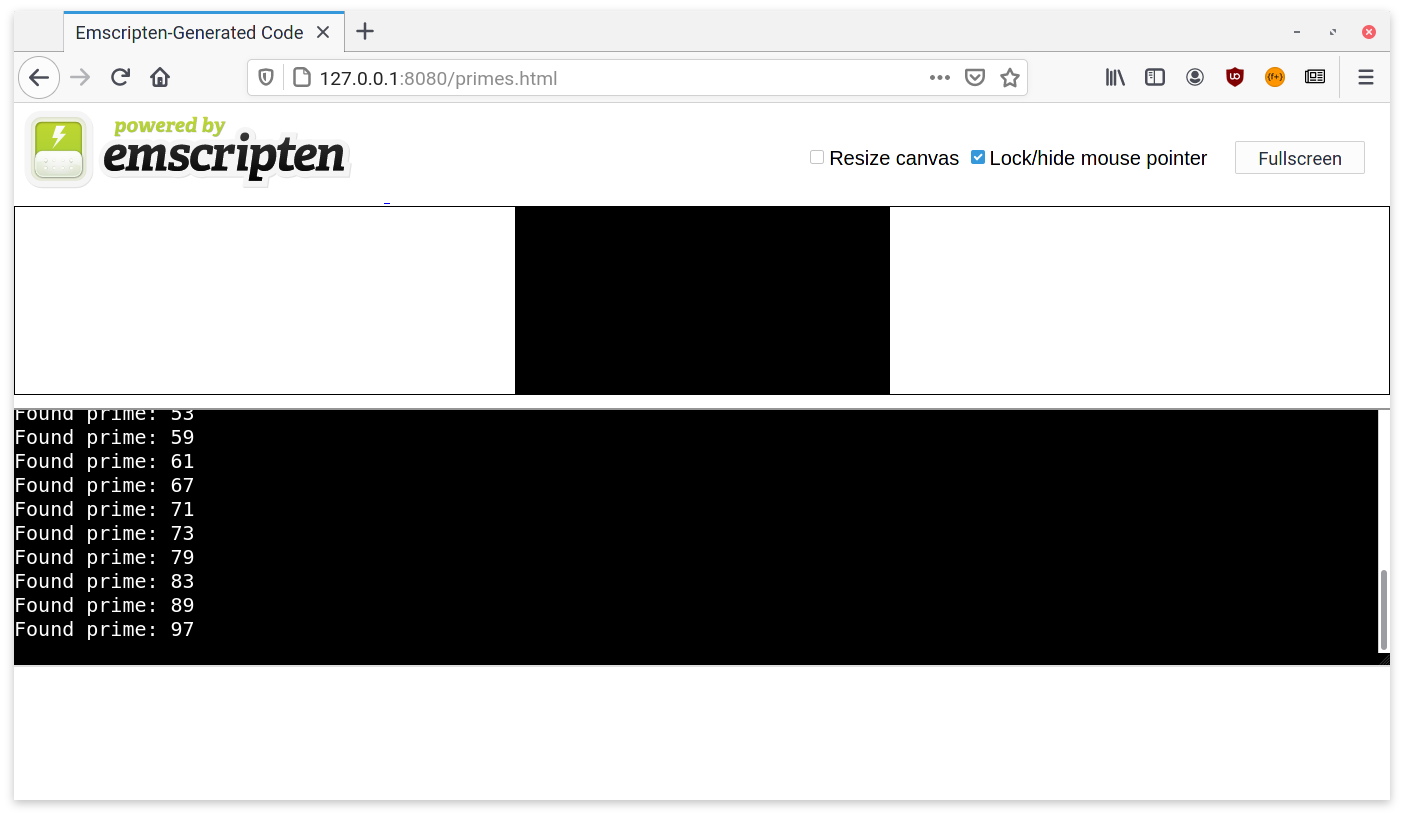 Emscripten-Generated Code
127.0.0.1:8080/primes.html
powered by
emscripten
Resize canvas
Lock/hide mouse pointer
Fullscreen
Found prime: 53
Found prime: 59
Found prime: 61
Found prime: 67
Found prime: 71
Found prime: 73
Found prime: 79
Found prime: 83
Found prime: 89
Found prime: 97